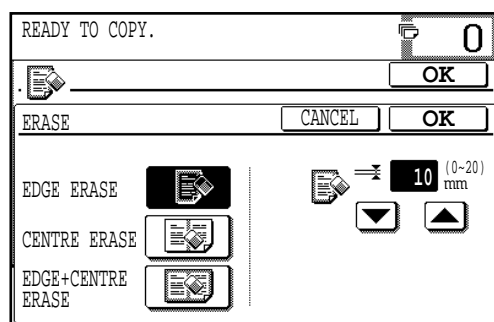 READY TO COPY.
0
OK
ERASE
CANCEL
OK
EDGE ERASE
10
(0~20)
mm
CENTRE ERASE
EDGE+CENTRE
ERASE